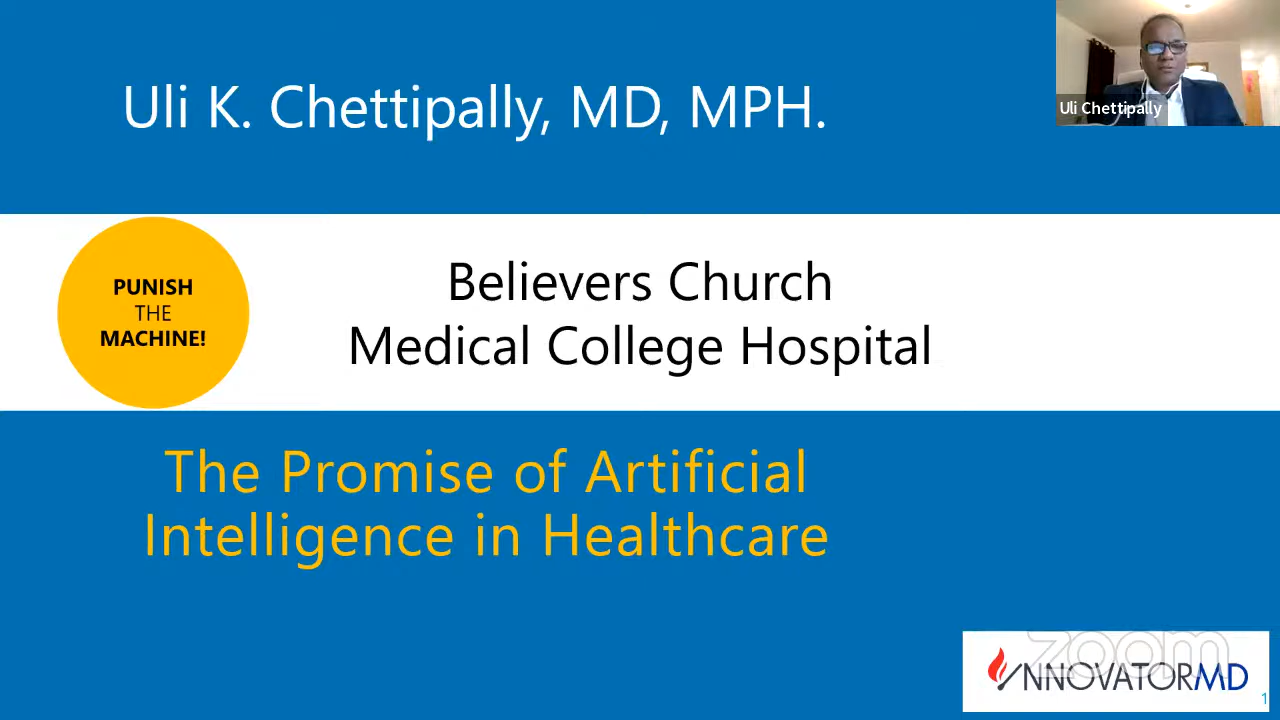 Uli K. Chettipally, MD, MPH.
Uli Chettipally
PUNISH
THE
MACHINE!
Believers Church
Medical College Hospital
The Promise of Artificial
Intelligence in Healthcare
zoom
INNOVATORMD
1